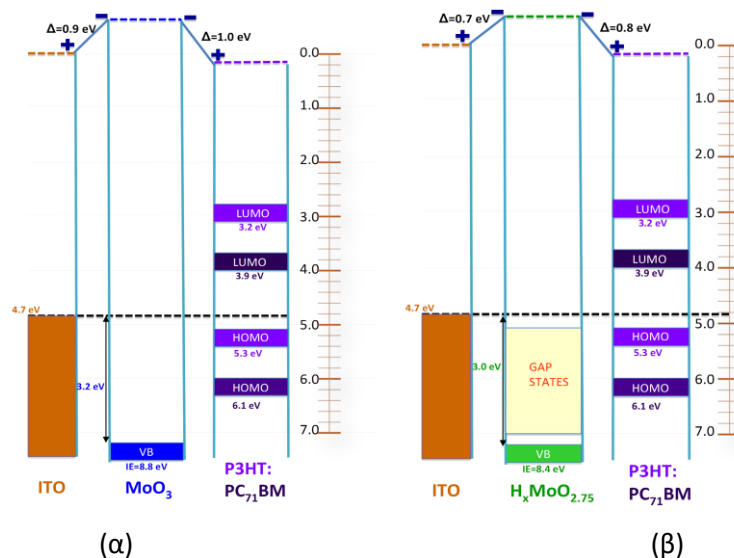 Δ=0.9 eV
+
-
-
Δ=1.0 eV
+
0.0
1.0
2.0
3.0
4.0
5.0
6.0
7.0
LUMO
3.2 eV
LUMO
3.9 eV
4.7 eV
HOMO
5.3 eV
HOMO
6.1 eV
3.2 eV
VB
IE=8.8 eV
ITO
MoO3
P3HT:
PC71BM
(α)
Δ=0.7 eV
+
-
-
Δ=0.8 eV
+
0.0
1.0
2.0
3.0
4.0
5.0
6.0
7.0
LUMO
3.2 eV
LUMO
3.9 eV
4.7 eV
HOMO
5.3 eV
HOMO
6.1 eV
3.0 eV
GAP
STATES
VB
IE=8.4 eV
ITO
HxMoO2.75
P3HT:
PC71BM
(β)